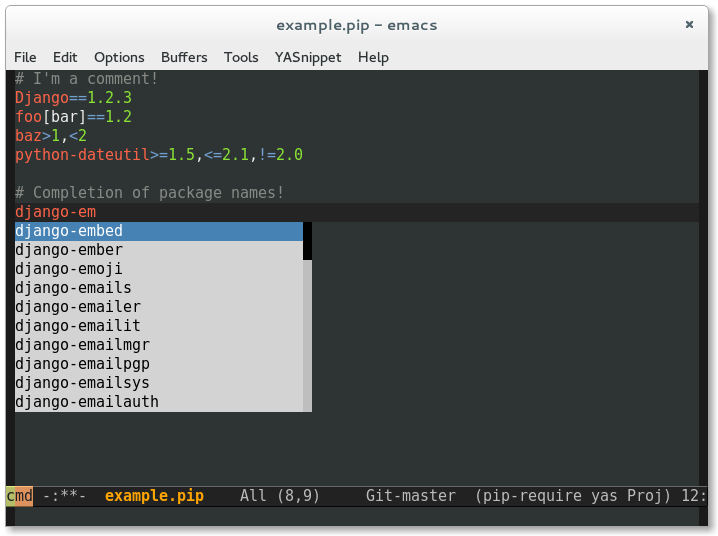 example.pip - emacs
File Edit Options Buffers Tools YASnippet Help
# I'm a comment!
Django==1.2.3
foo[bar]==1.2
baz>1,<2
python-dateutil>=1.5,<=2.1,!=2.0
# Completion of package names!
django-em
django-embed
django-ember
django-emoji
django-emails
django-emailer
django-emailit
django-emailmgr
django-emailpgp
django-emailsys
django-emailauth
cmd -:**- example.pip All (8,9) Git-master (pip-require yas Proj) 12: